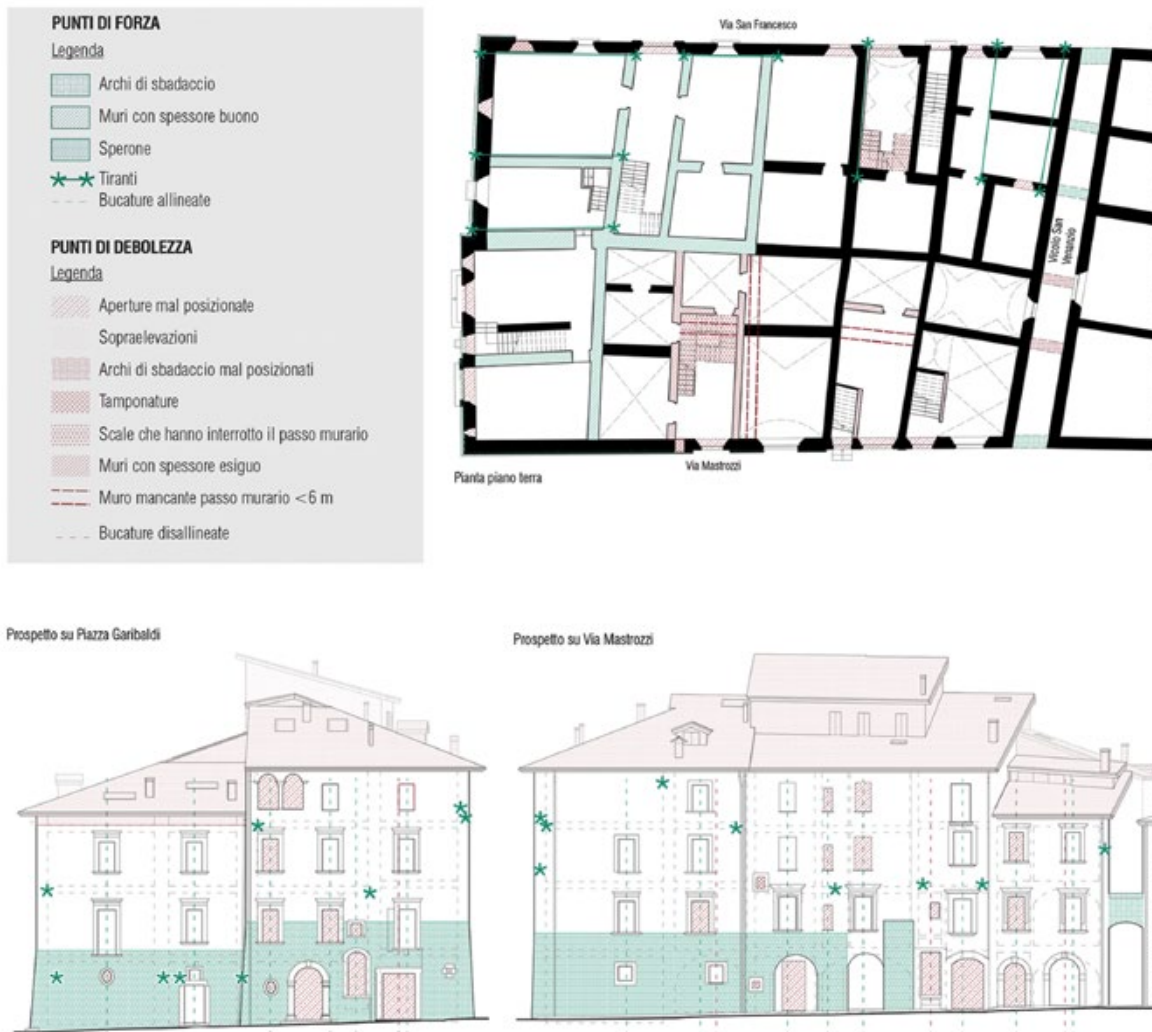 PUNTI DI FORZA
Legenda
Archi di sbadaccio
Muri con spessore buono
Sperone
Tiranti
Bucature allineate
PUNTI DI DEBOLEZZA
Legenda
Aperture mal posizionate
Sopraelevazioni
Archi di sbadaccio mal posizionati
Tamponature
Scale che hanno interrotto il passo murario
Muri con spessore esiguo
Muro mancante passo murario <6 m
Bucature disallineate
Via San Francesco
Vicolo San
Venanzio
Via Mastrozzi
Pianta piano terra
Prospetto su Piazza Garibaldi
Prospetto su Via Mastrozzi